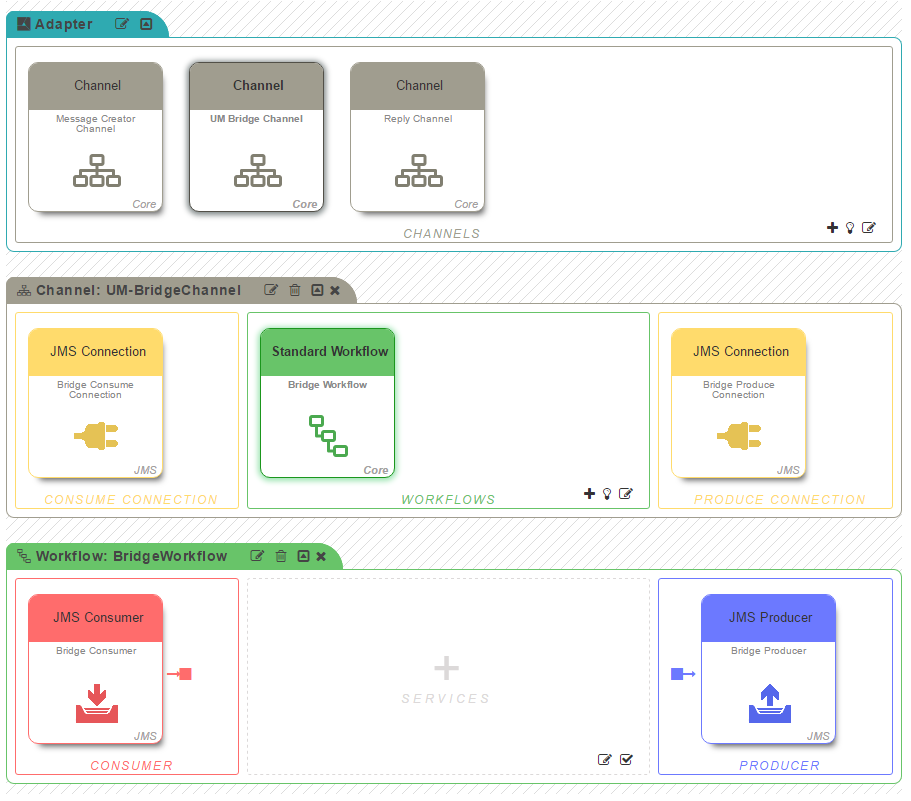 Adapter
Channel
Message Creator
Channel
Core
Channel
UM Bridge Channel
Core
Channel
Reply Channel
Core
CHANNELS
Channel: UM-BridgeChannel
JMS Connection
Bridge Consume
Connection
JMS
CONSUME CONNECTION
Standard Workflow
Bridge Workflow
Core
WORKFLOWS
JMS Connection
Bridge Produce
Connection
JMS
PRODUCE CONNECTION
Workflow: BridgeWorkflow
JMS Consumer
Bridge Consumer
JMS
CONSUMER
SERVICES
JMS Producer
Bridge Producer
JMS
PRODUCER